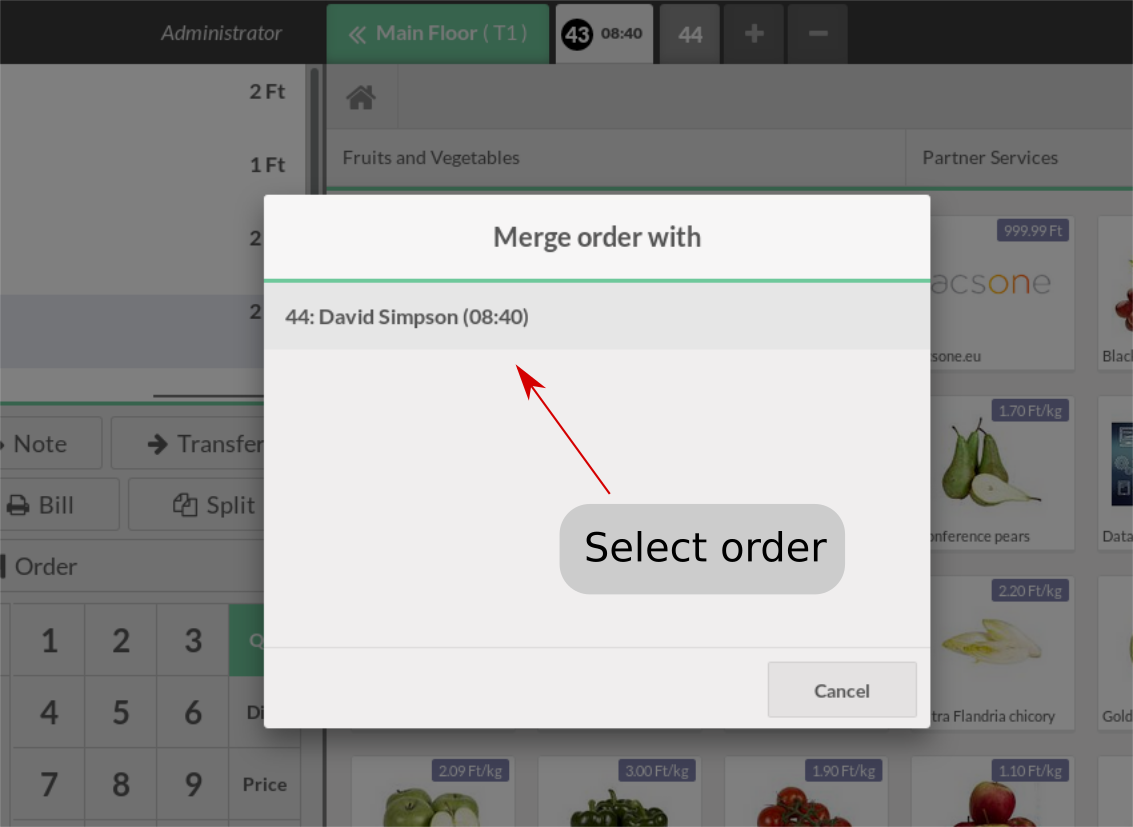 Administrator
Main Floor ( T1 )
43 08:40
44
2 Ft
1 Ft
2
2
Fruits and Vegetables
Partner Services
Merge order with
44: David Simpson (08:40)
Select order
Cancel
999.99 Ft
acsone
sone.eu
Blac
1.70 Ft/kg
onference pears
Data
2.20 Ft/kg
tra Flandria chicory
Gold
Note
Transfer
Bill
Split
Order
1 2 3 Q
4 5 6 Di
7 8 9 Price
2.09 Ft/kg
3.00 Ft/kg
1.90 Ft/kg
1.10 Ft/kg